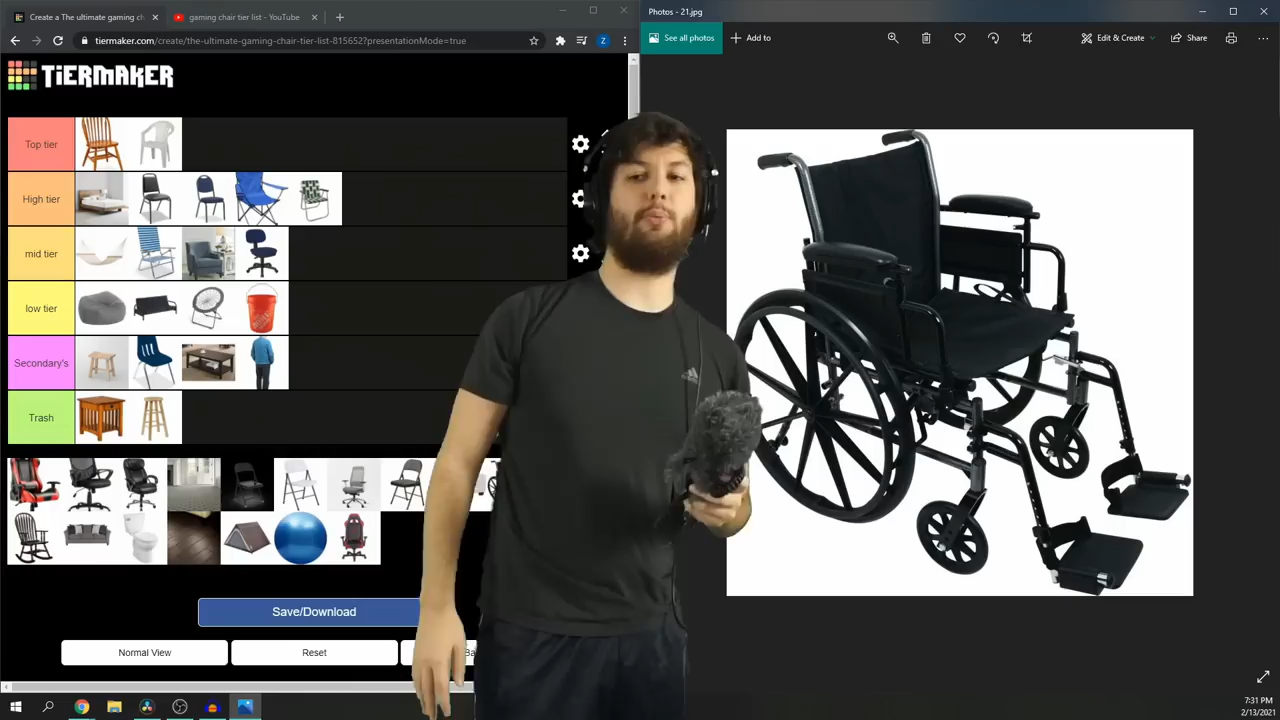 Create a The ultimate gaming ch
gaming chair tier list - YouTube
Photos - 21.jpg
tiermaker.com/create/the-ultimate-gaming-chair-tier-list-815652?presentationMode=true
Z
See all photos
Add to
Edit & Create
Share
TiERMAKER
Top tier
High tier
mid tier
low tier
Secondary's
Trash
Save/Download
Normal View
Reset
7:31 PM
2/13/2021